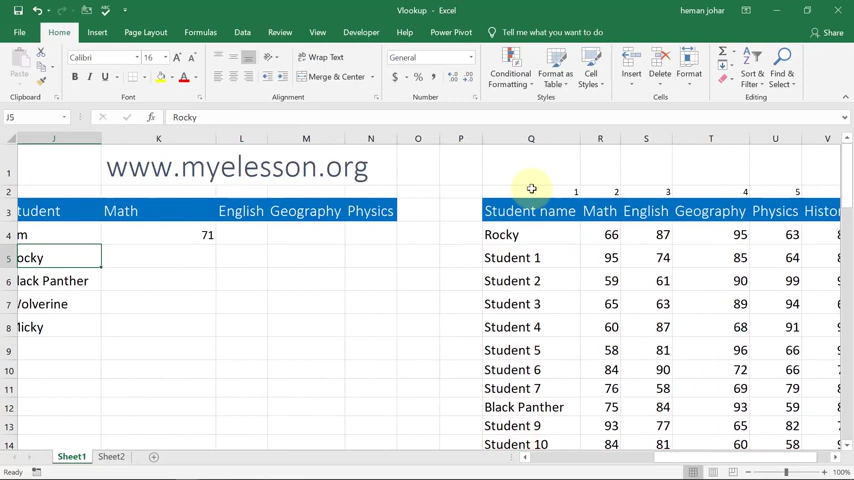 Vlookup - Excel
heman johar
File Home Insert Page Layout Formulas Data Review View Help Power Pivot Tell me what you want to do Share
Paste
Calibri 16
Wrap Text
General
Conditional Formatting
Format as Table
Cell Styles
Insert Delete Format
Sort & Filter
Find & Select
B I U
Merge & Center
$ % ,
Clipboard Font Alignment Number Styles Cells Editing
J5 fx Rocky
J K L M N O P Q R S T U V
1 www.myelesson.org
2 1 2 3 4 5
3 tudent Math English Geography Physics Student name Math English Geography Physics Histor
4 m 71 Rocky 66 87 95 63
5 ocky Student 1 95 74 85 64
6 lack Panther Student 2 59 61 90 99
7 Wolverine Student 3 65 63 89 94
8 Micky Student 4 60 87 68 91
9 Student 5 58 81 96 66
10 Student 6 84 90 72 66
11 Student 7 76 58 69 79
12 Black Panther 75 84 93 59
13 Student 9 93 77 65 82
14 Student 10 84 81 60 58
Sheet1 Sheet2
Ready 100%